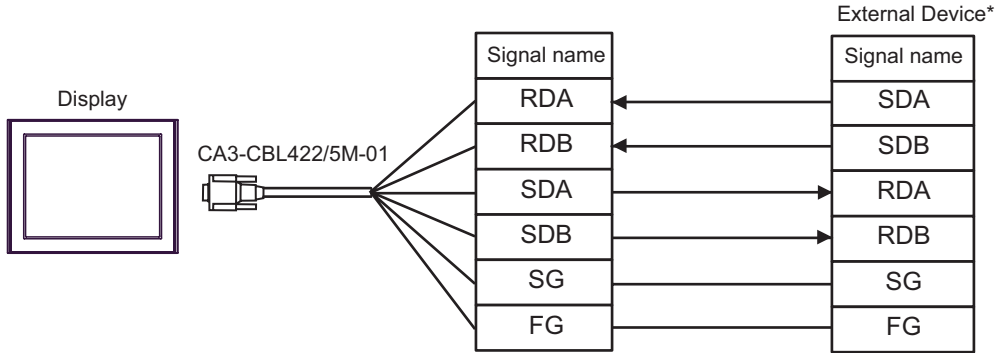 External Device*
Signal name
Signal name
Display
RDA
SDA
CA3-CBL422/5M-01
RDB
SDB
SDA
RDA
SDB
RDB
SG
SG
FG
FG